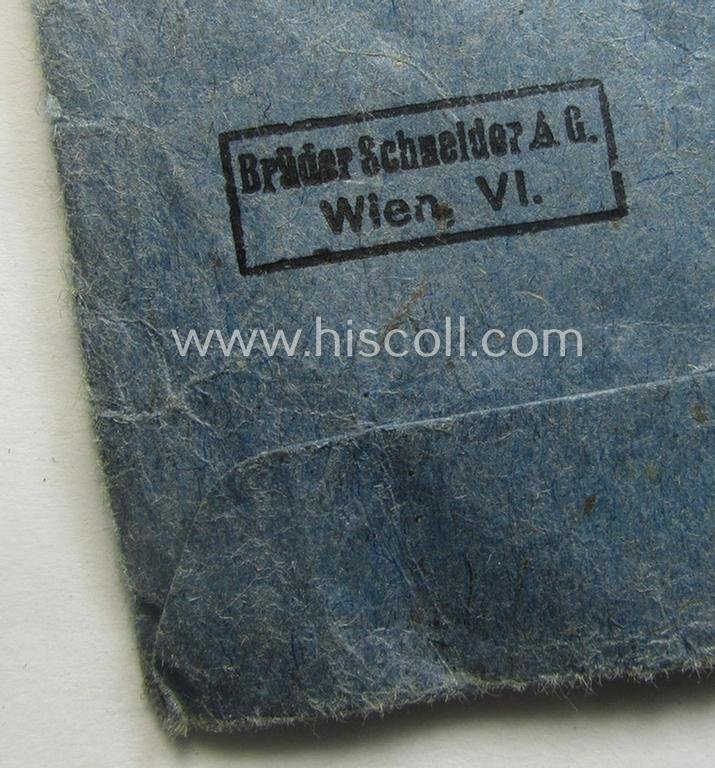 Brüder Schneider A.G.
Wien, VI.
www.hiscoll.com